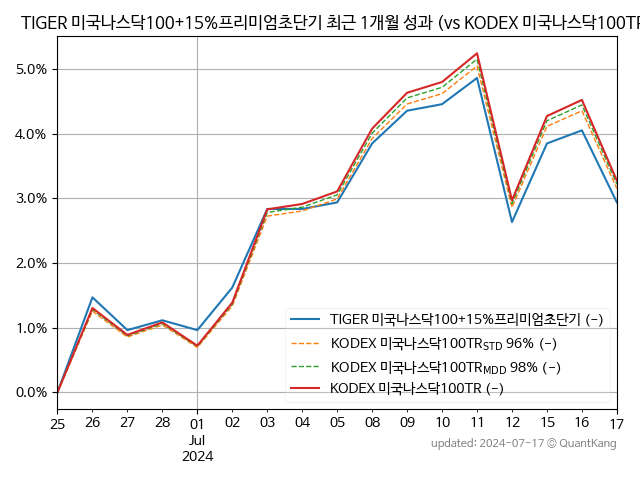 TIGER 미국나스닥100+15%프리미엄초단기 최근 1개월 성과 (vs KODEX 미국나스닥100TR
5.0%
4.0%
3.0%
2.0%
1.0%
0.0%
TIGER 미국나스닥100+15%프리미엄초단기 (-)
KODEX 미국나스닥100TRSTD 96% (-)
KODEX 미국나스닥100TRMDD 98% (-)
KODEX 미국나스닥100TR (-)
25 26 27 28 01 02 03 04 05 08 09 10 11 12 15 16 17
Jul
2024
updated: 2024-07-17 © QuantKang